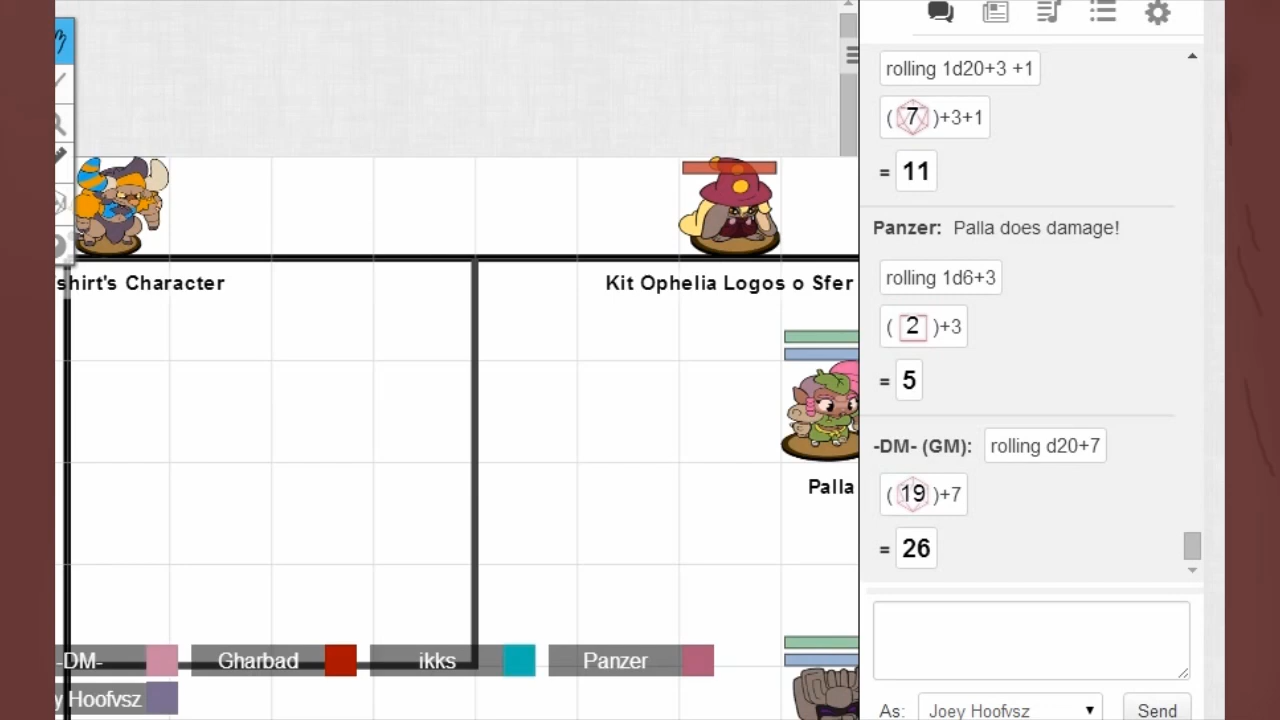 rolling 1d20+3 +1
(7)+3+1
= 11
Panzer: Palla does damage!
rolling 1d6+3
(2)+3
= 5
-DM- (GM): rolling d20+7
(19)+7
= 26
shirt's Character
Kit Ophelia Logos o Sfer
Palla
-DM-
Gharbad
ikks
Panzer
y Hoofvsz
As: Joey Hoofvsz
Send